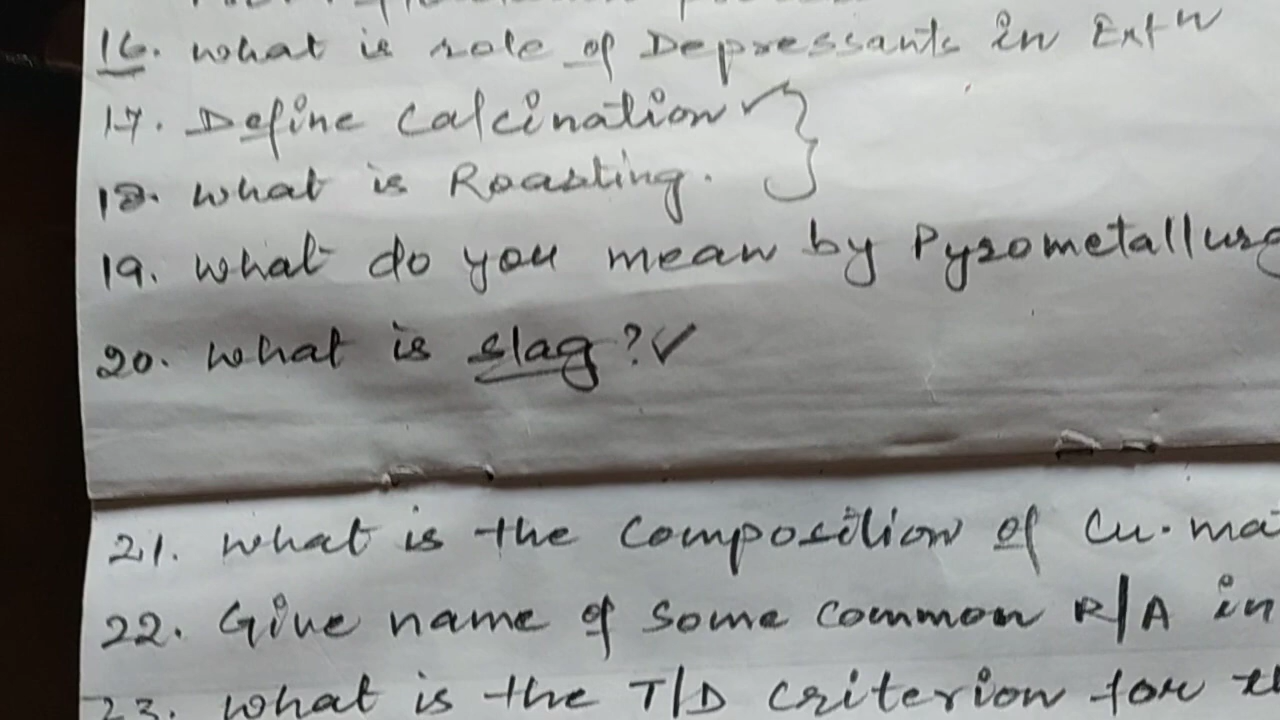 16. what is role of Depressants in Extn
17. Define Calcination
18. what is Roasting.
19. what do you mean by Pyrometallurg
20. what is slag?
21. what is the composition of Cu. ma
22. Give name of some common R/A in
23. what is the T/D criterion for th